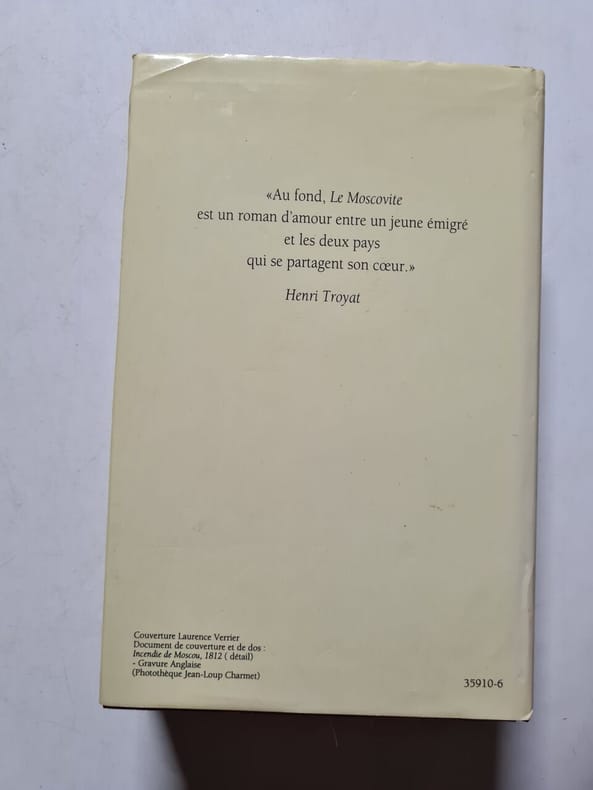 «Au fond, Le Moscovite
est un roman d'amour entre un jeune émigré
et les deux pays
qui se partagent son cœur.»
Henri Troyat
Couverture Laurence Verrier
Document de couverture et de dos :
Incendie de Moscou, 1812 ( détail)
- Gravure Anglaise
(Photothèque Jean-Loup Charmet)
35910-6